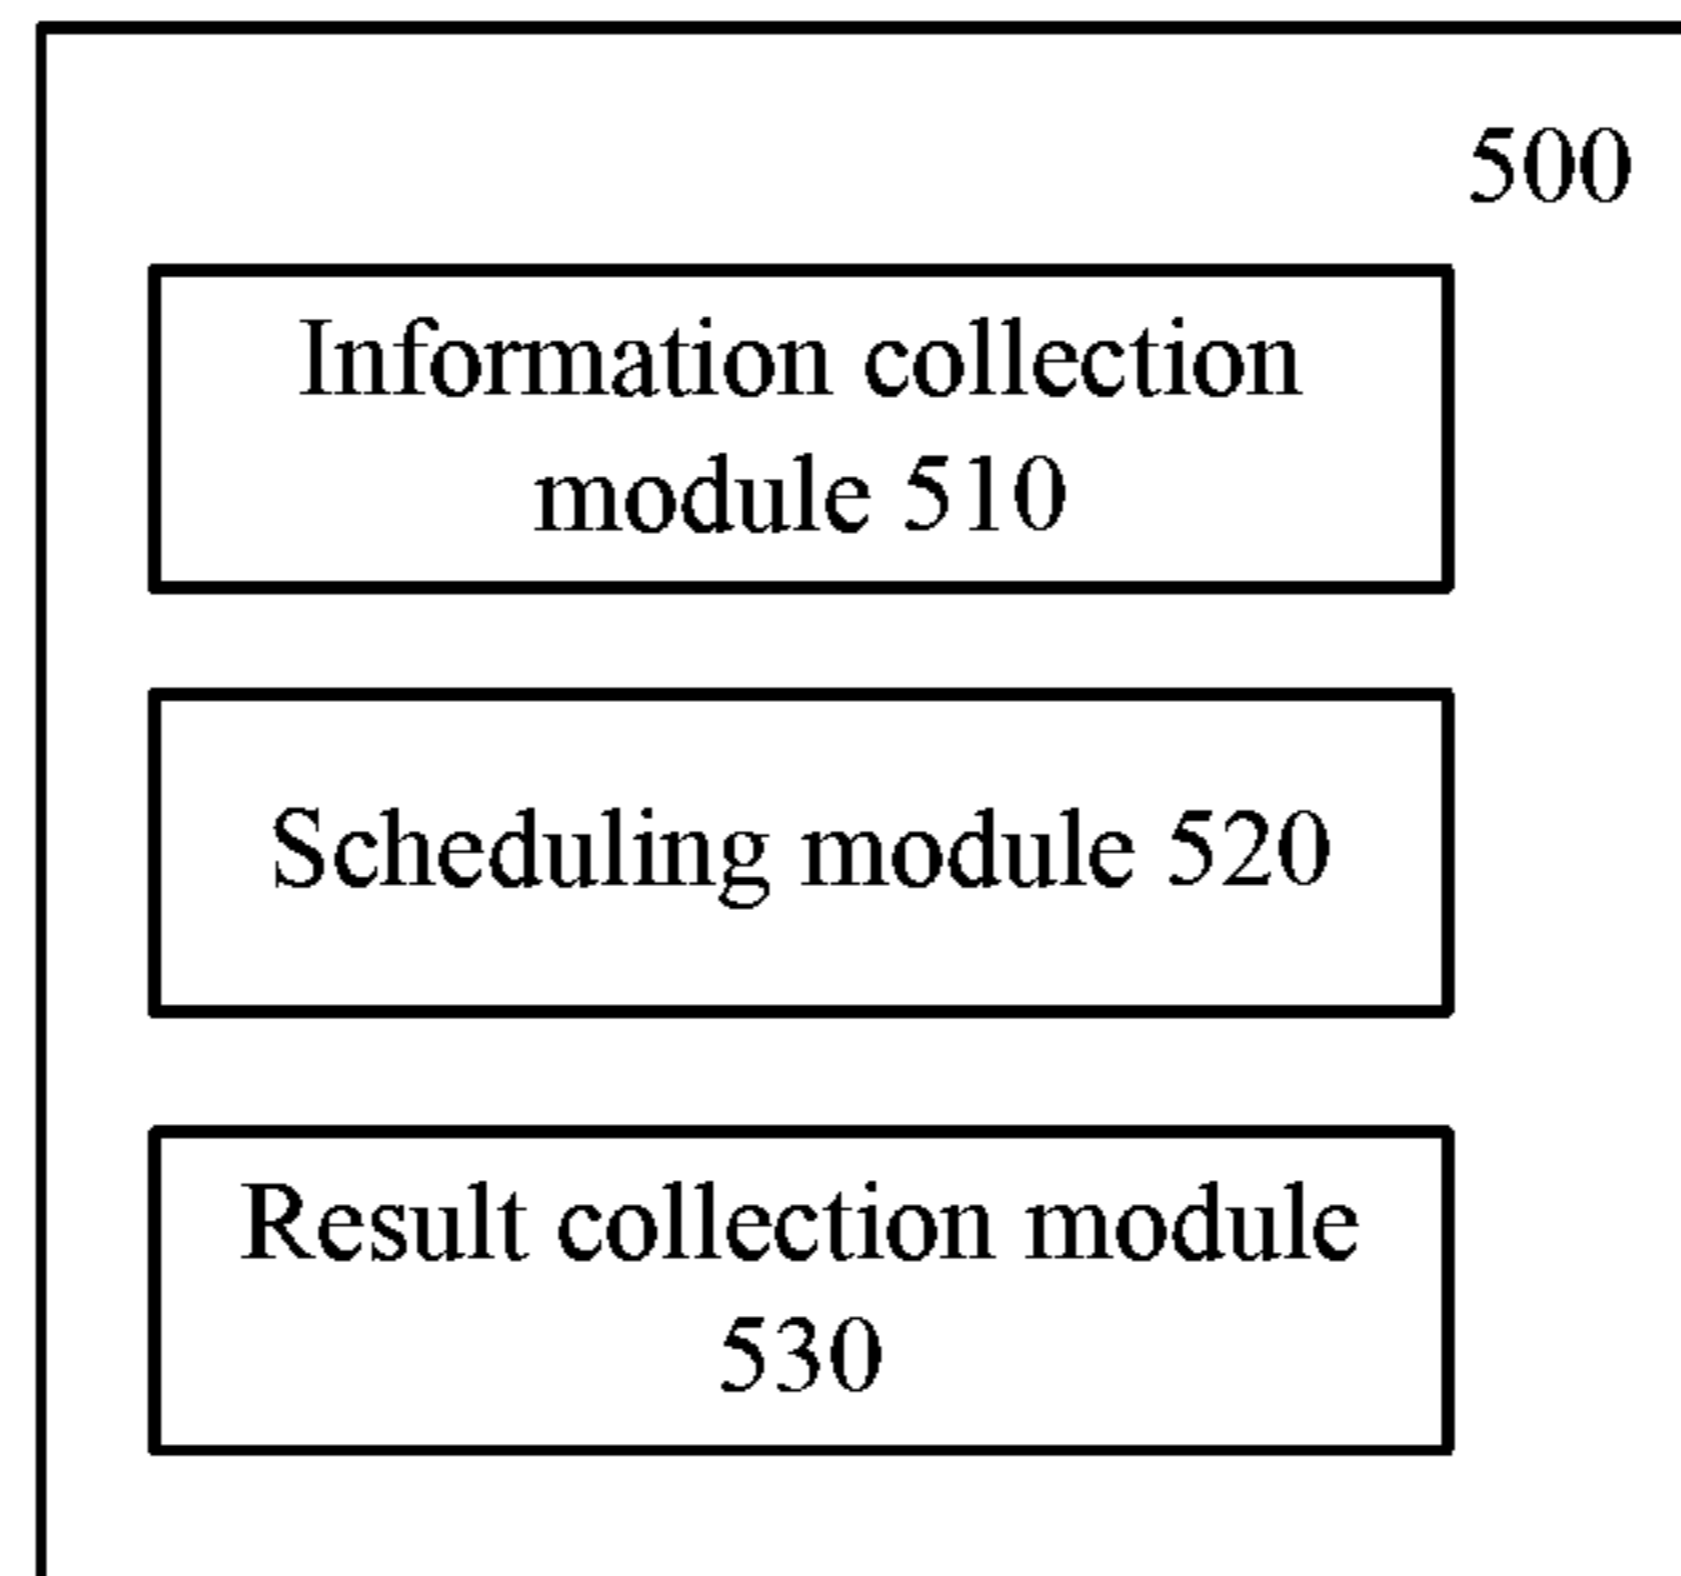 500
Information collection
module 510
Scheduling module 520
Result collection module
530